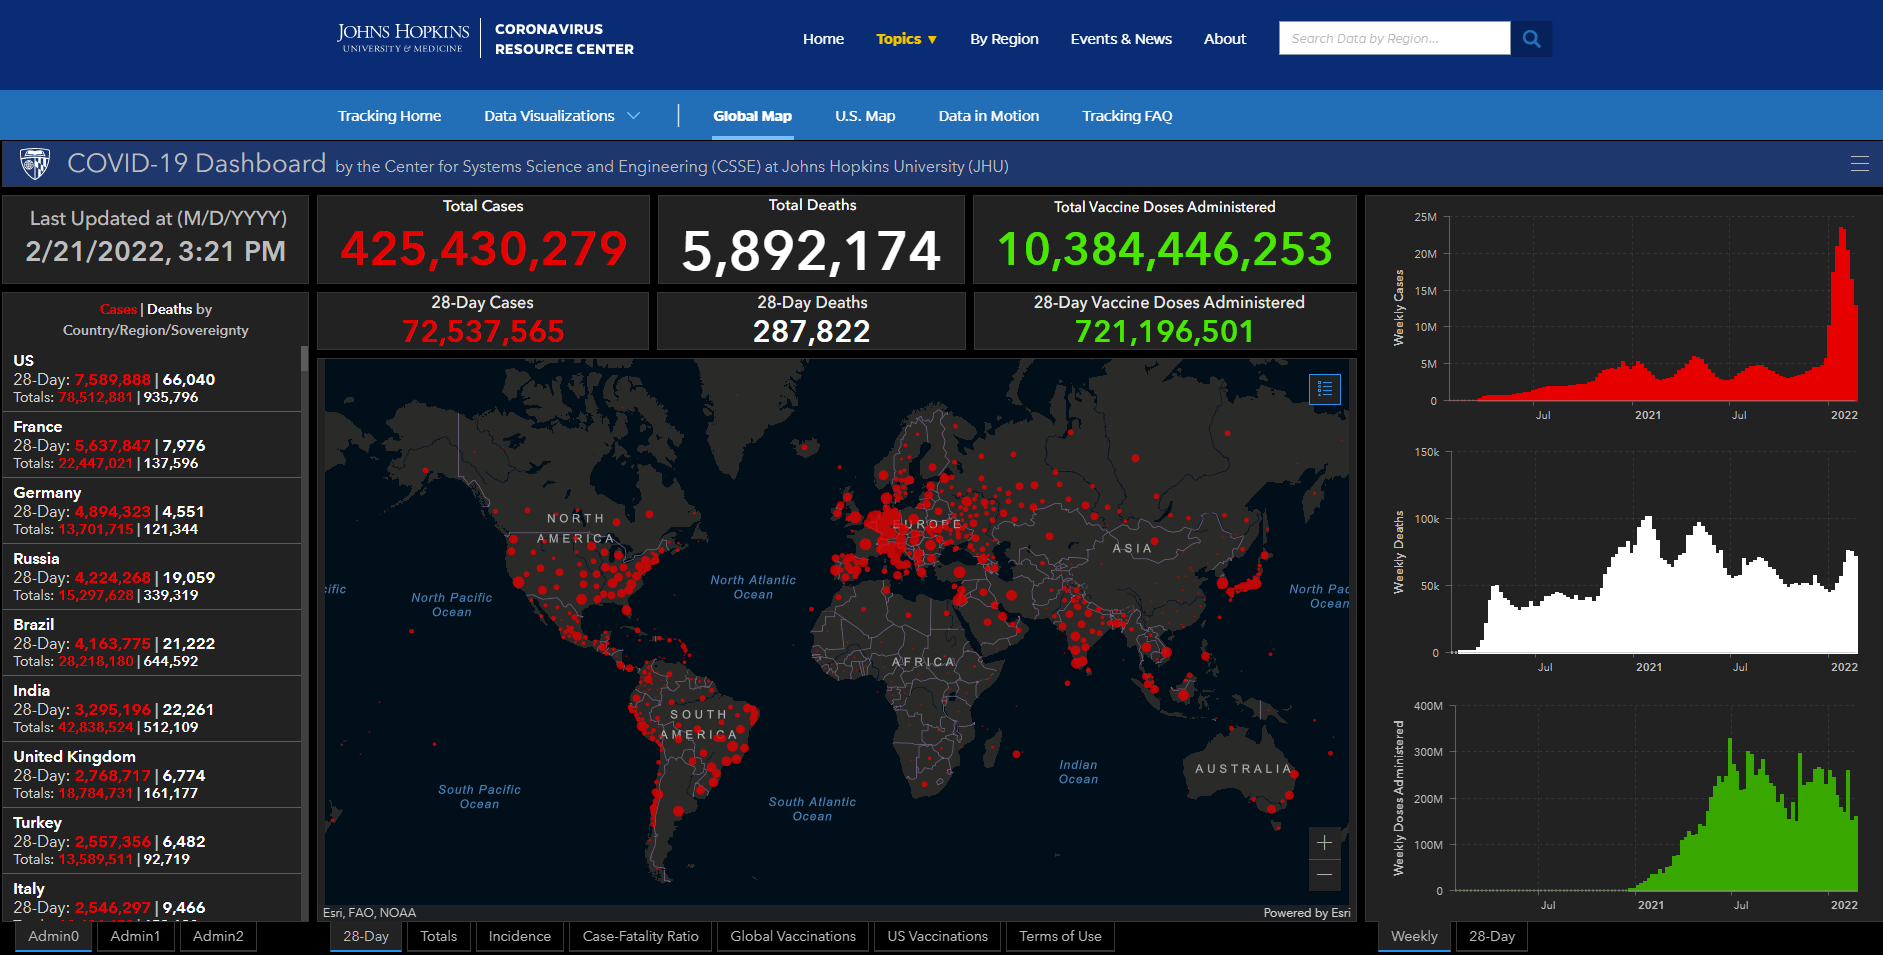 JOHNS HOPKINS
UNIVERSITY & MEDICINE
CORONAVIRUS
RESOURCE CENTER
Home
Topics ▼
By Region
Events & News
About
Search Data by Region...
Tracking Home
Data Visualizations
Global Map
U.S. Map
Data in Motion
Tracking FAQ
COVID-19 Dashboard by the Center for Systems Science and Engineering (CSSE) at Johns Hopkins University (JHU)
Last Updated at (M/D/YYYY)
2/21/2022, 3:21 PM
Total Cases
425,430,279
Total Deaths
5,892,174
Total Vaccine Doses Administered
10,384,446,253
28-Day Cases
72,537,565
28-Day Deaths
287,822
28-Day Vaccine Doses Administered
721,196,501
Cases | Deaths by
Country/Region/Sovereignty
US
28-Day: 7,589,888 | 66,040
Totals: 78,512,881 | 935,796
France
28-Day: 5,637,847 | 7,976
Totals: 22,447,021 | 137,596
Germany
28-Day: 4,894,323 | 4,551
Totals: 13,701,715 | 121,344
Russia
28-Day: 4,224,268 | 19,059
Totals: 15,297,628 | 339,319
Brazil
28-Day: 4,163,775 | 21,222
Totals: 28,218,180 | 644,592
India
28-Day: 3,295,196 | 22,261
Totals: 42,838,524 | 512,109
United Kingdom
28-Day: 2,768,717 | 6,774
Totals: 18,784,731 | 161,177
Turkey
28-Day: 2,557,356 | 6,482
Totals: 13,589,511 | 92,719
Italy
28-Day: 2,546,297 | 9,466
Admin0
Admin1
Admin2
NORTH
AMERICA
EUROPE
ASIA
North Atlantic
Ocean
cific
North Pacific
Ocean
North Pac
Ocean
AFRICA
SOUTH
AMERICA
Indian
Ocean
AUSTRALIA
South Pacific
Ocean
South Atlantic
Ocean
+
−
Esri, FAO, NOAA
Powered by Esri
28-Day
Totals
Incidence
Case-Fatality Ratio
Global Vaccinations
US Vaccinations
Terms of Use
Weekly Cases
25M
20M
15M
10M
5M
0
Jul
2021
Jul
2022
Weekly Deaths
150k
100k
50k
0
Jul
2021
Jul
2022
Weekly Doses Administered
400M
300M
200M
100M
0
Jul
2021
Jul
2022
Weekly
28-Day